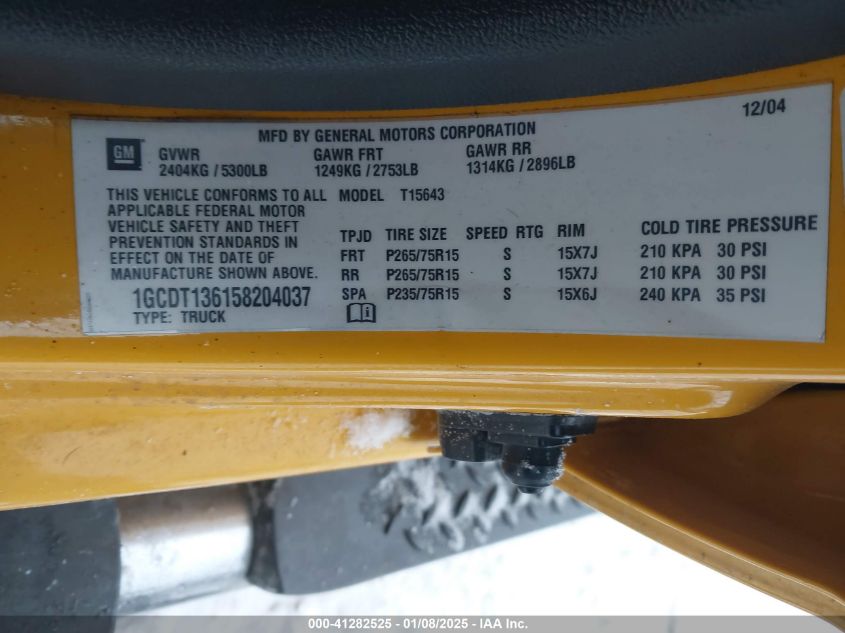 12/04
MFD BY GENERAL MOTORS CORPORATION
GM
GVWR GAWR FRT GAWR RR
2404KG / 5300LB 1249KG / 2753LB 1314KG / 2896LB
THIS VEHICLE CONFORMS TO ALL
APPLICABLE FEDERAL MOTOR
VEHICLE SAFETY AND THEFT
PREVENTION STANDARDS IN
EFFECT ON THE DATE OF
MANUFACTURE SHOWN ABOVE.
1GCDT136158204037
TYPE: TRUCK
MODEL T15643
TPJD TIRE SIZE SPEED RTG RIM COLD TIRE PRESSURE
FRT P265/75R15 S 15X7J 210 KPA 30 PSI
RR P265/75R15 S 15X7J 210 KPA 30 PSI
SPA P235/75R15 S 15X6J 240 KPA 35 PSI
000-41282525 - 01/08/2025 - © IAA Inc.